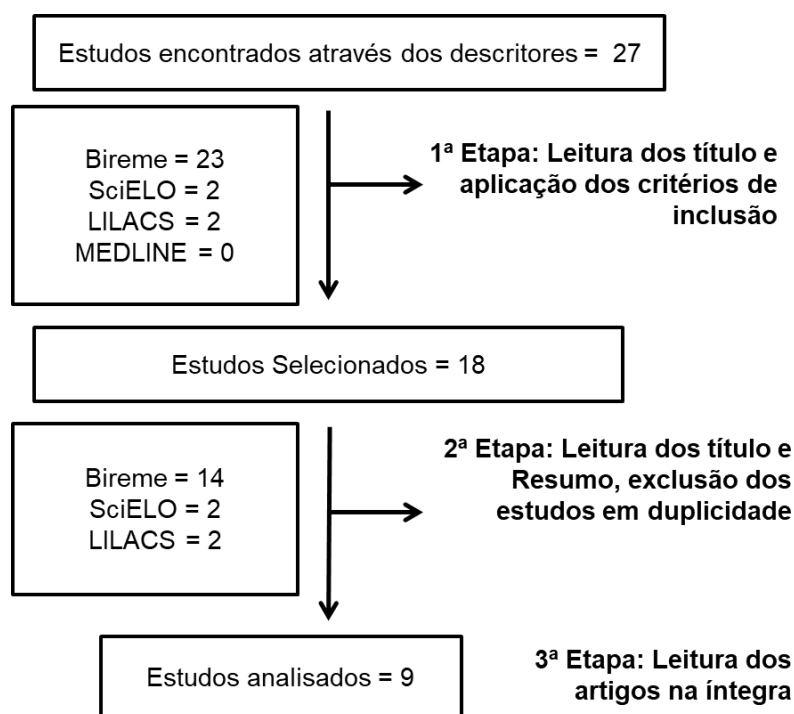 Estudos encontrados através dos descritores = 27
Bireme = 23
SciELO = 2
LILACS = 2
MEDLINE = 0
1ª Etapa: Leitura dos título e
aplicação dos critérios de
inclusão
Estudos Selecionados = 18
Bireme = 14
SciELO = 2
LILACS = 2
2ª Etapa: Leitura dos título e
Resumo, exclusão dos
estudos em duplicidade
Estudos analisados = 9
3ª Etapa: Leitura dos
artigos na íntegra